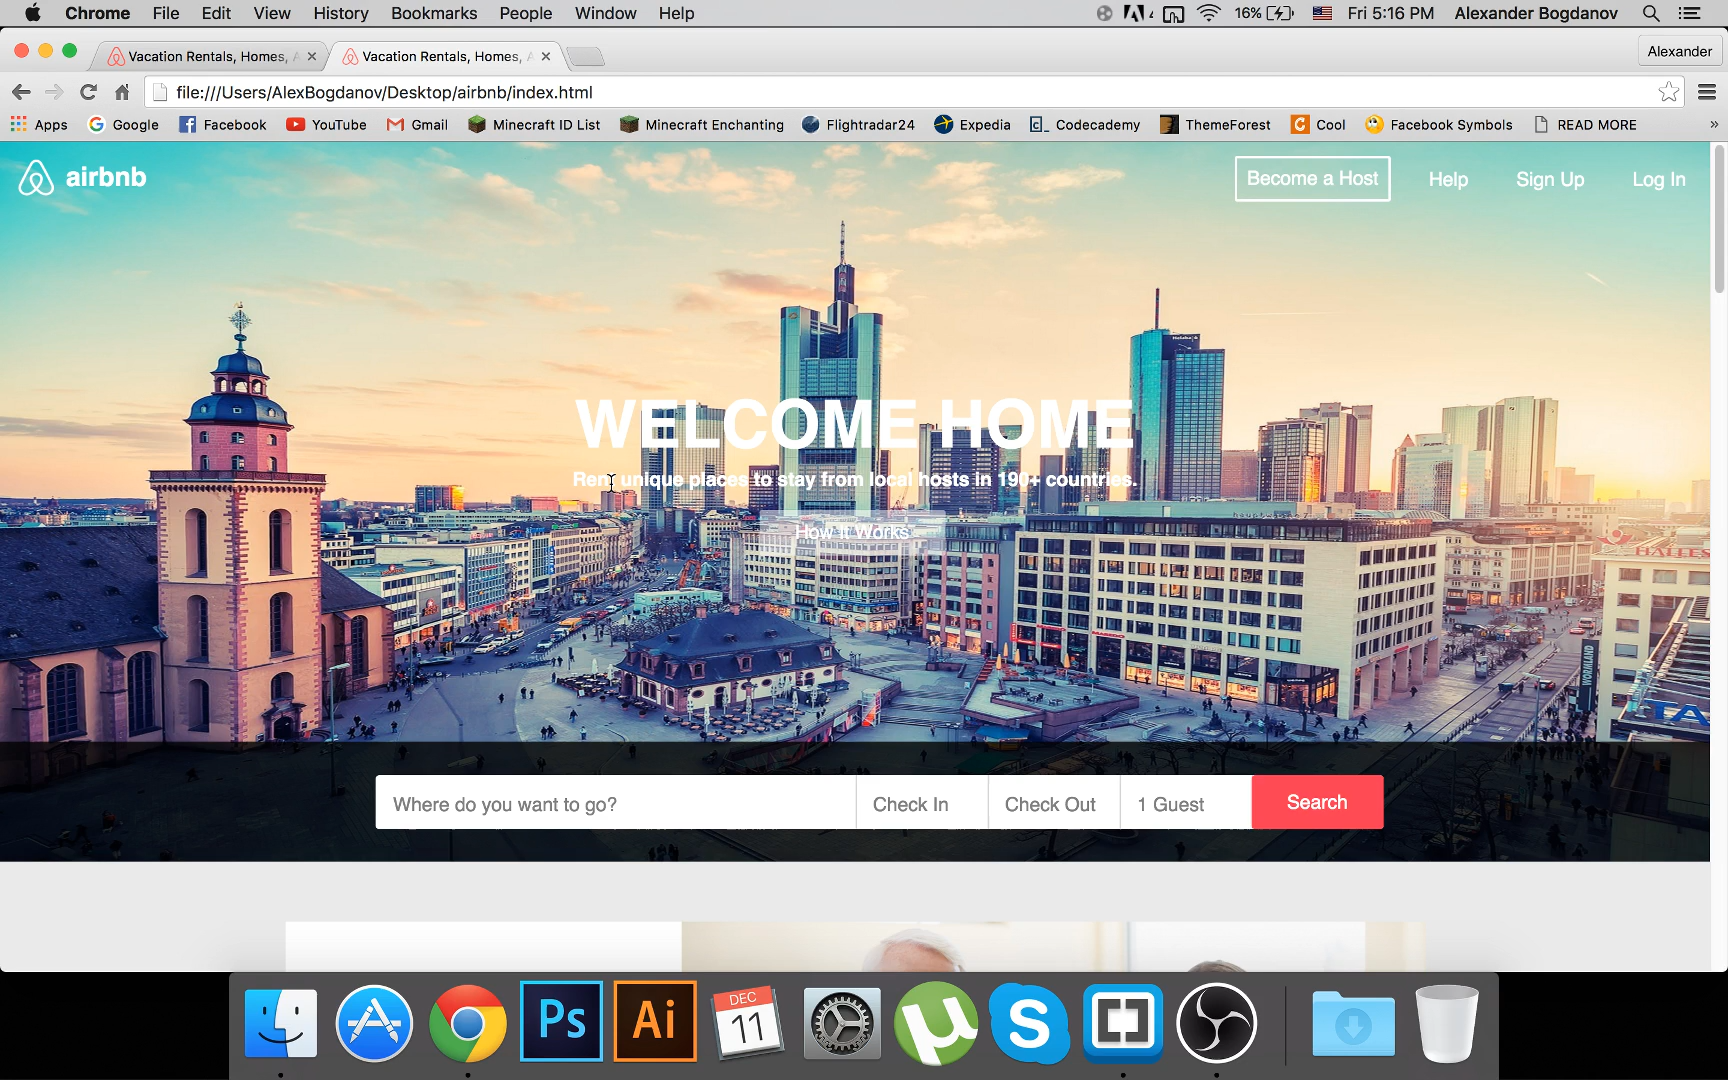 Chrome File Edit View History Bookmarks People Window Help 16% Fri 5:16 PM Alexander Bogdanov
Vacation Rentals, Homes, Vacation Rentals, Homes, Alexander
file:///Users/AlexBogdanov/Desktop/airbnb/index.html
Apps Google Facebook YouTube Gmail Minecraft ID List Minecraft Enchanting Flightradar24 Expedia Codecademy ThemeForest Cool Facebook Symbols READ MORE »
airbnb Become a Host Help Sign Up Log In
WELCOME HOME
Rent unique places to stay from local hosts in 190+ countries.
How it Works
Where do you want to go? Check In Check Out 1 Guest Search
Ps Ai DEC 11